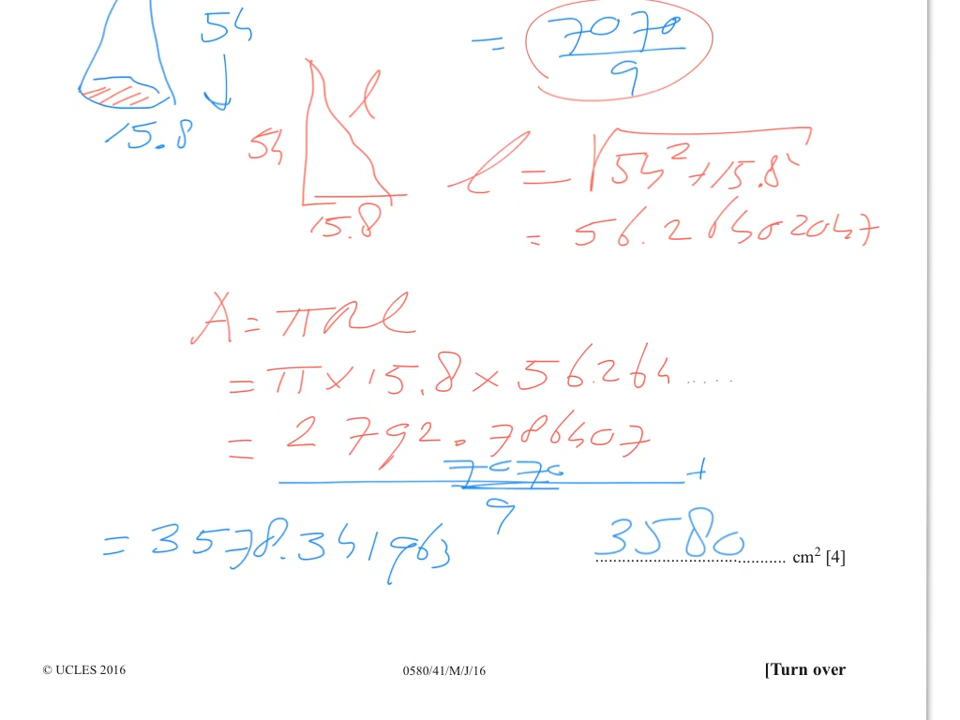 54
= 7070/9
15.8
54
l
15.8
l = √54²+15.8²
= 56.26402047
A = πRl
= π × 15.8 × 56.264....
= 2792.786407
7070/9 +
= 3578.341963
3580 cm² [4]
© UCLES 2016 0580/41/M/J/16 [Turn over